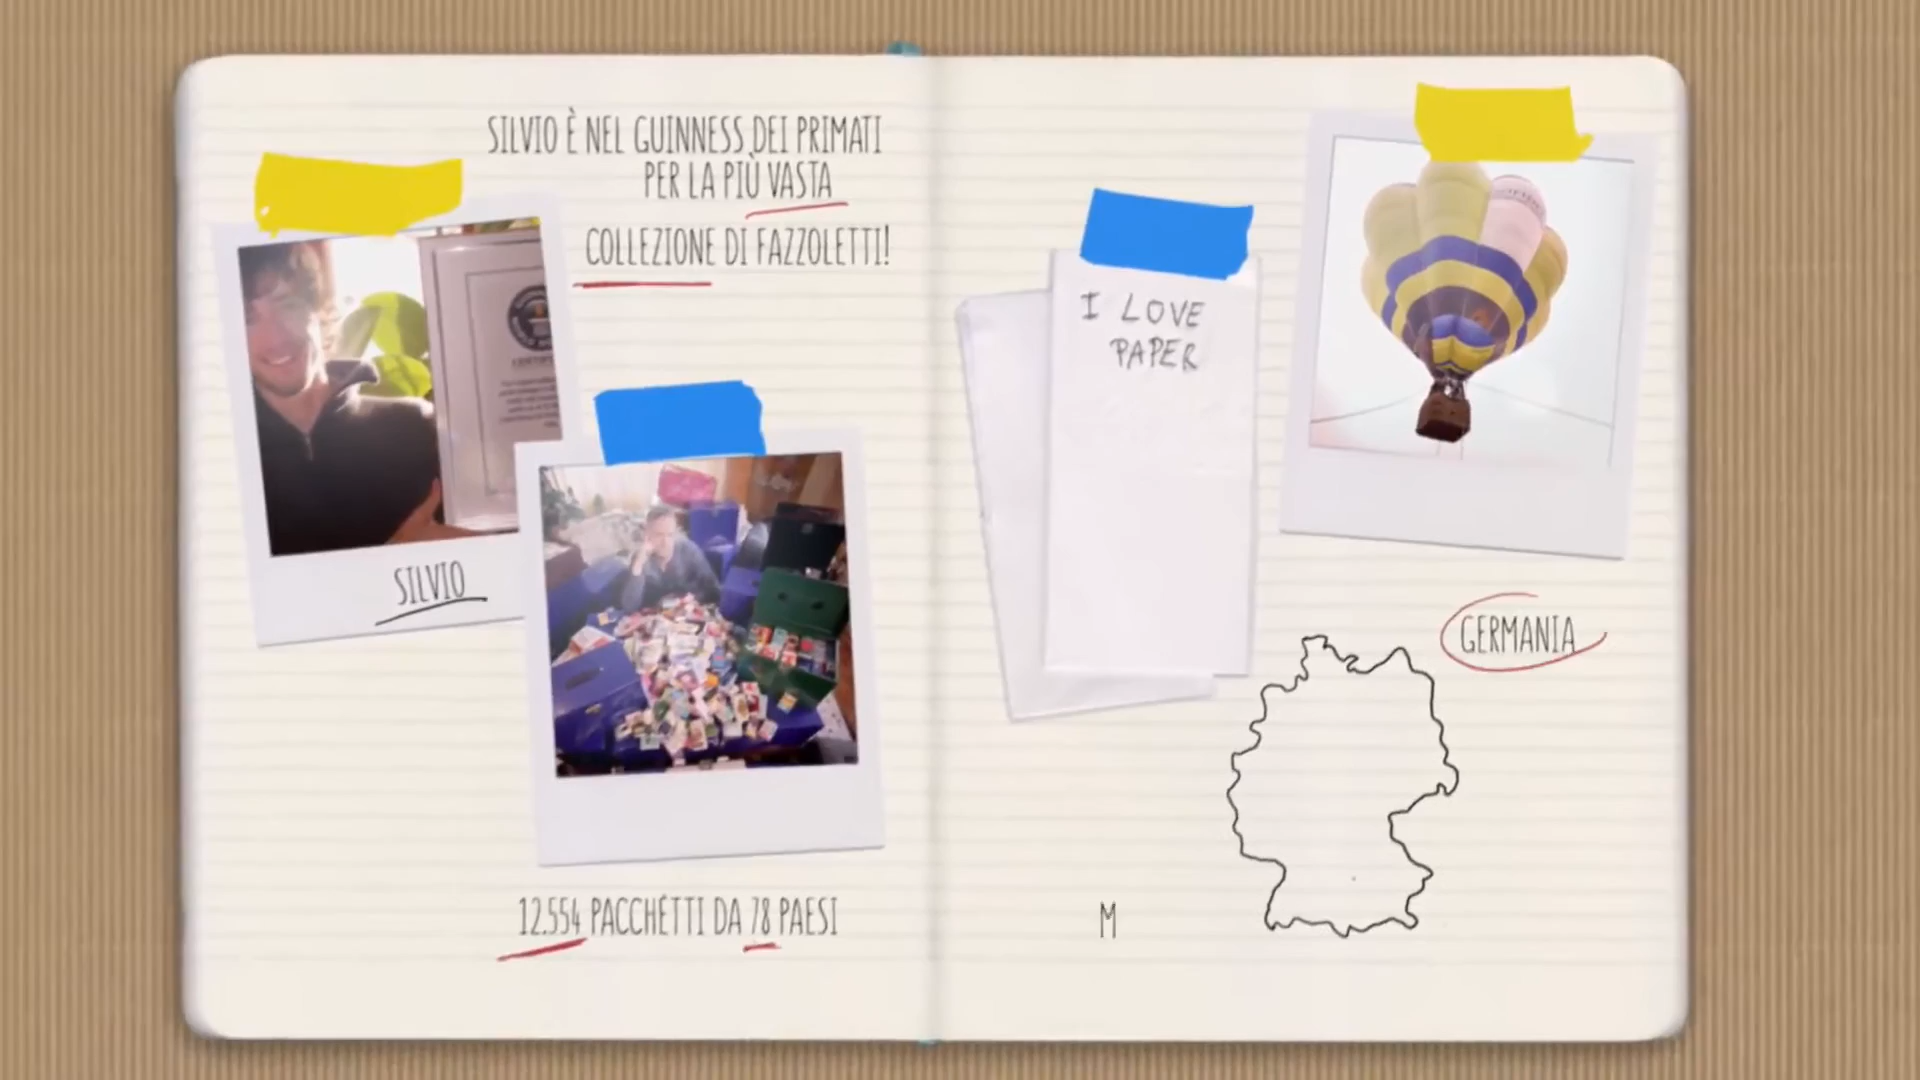 SILVIO È NEL GUINNESS DEI PRIMATI
PER LA PIÙ VASTA
COLLEZIONE DI FAZZOLETTI!
SILVIO
12.554 PACCHETTI DA 78 PAESI
I LOVE
PAPER
GERMANIA
M